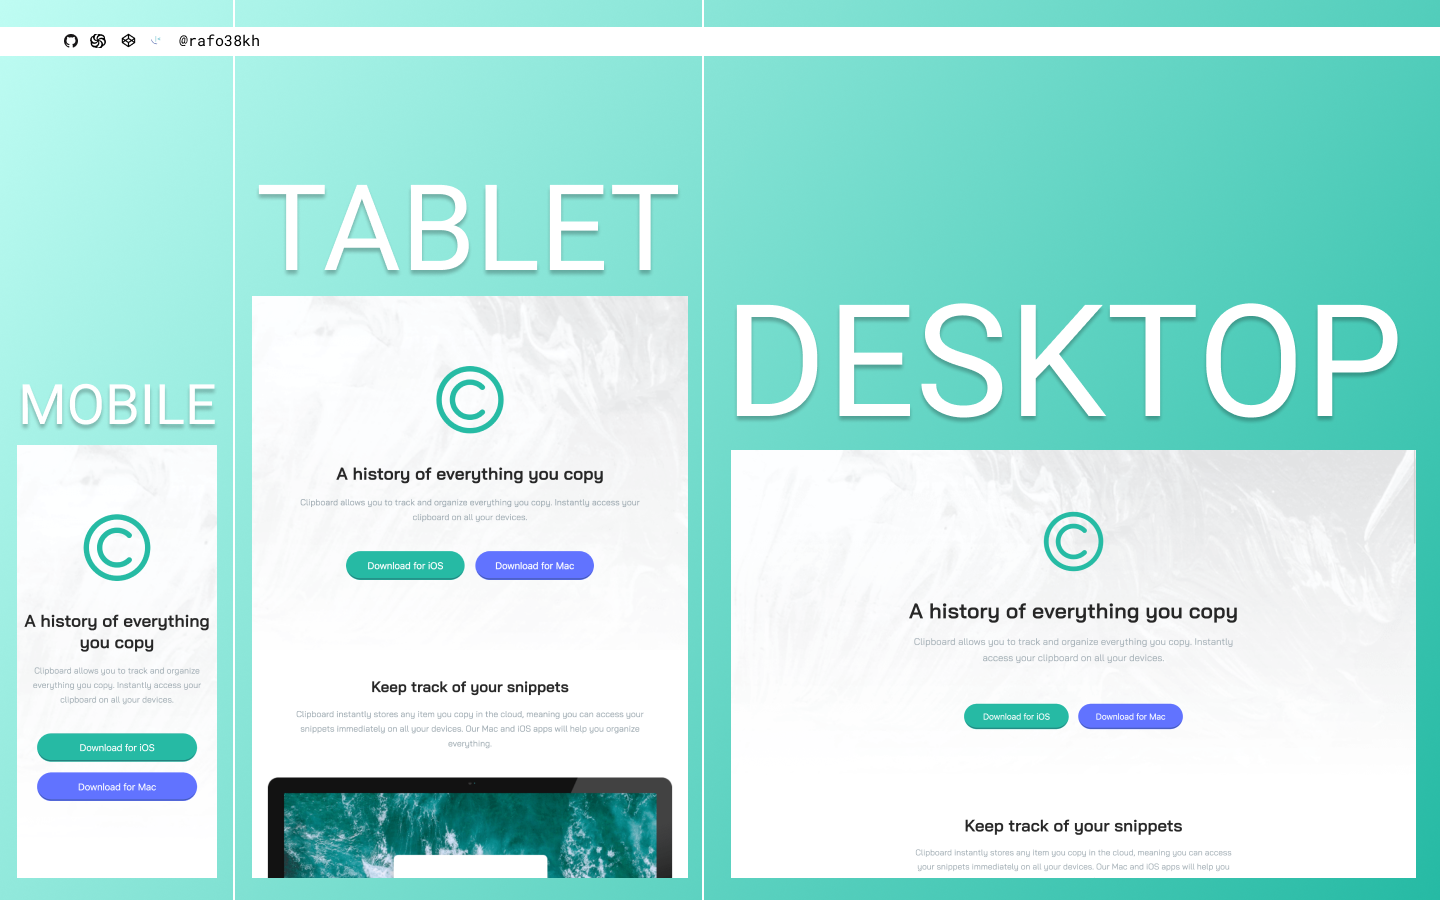 @rafo38kh
MOBILE
A history of everything
you copy
Clipboard allows you to track and organize
everything you copy. Instantly access your
clipboard on all your devices.
Download for iOS
Download for Mac
TABLET
A history of everything you copy
Clipboard allows you to track and organize everything you copy. Instantly access your
clipboard on all your devices.
Download for iOS
Download for Mac
Keep track of your snippets
Clipboard instantly stores any item you copy in the cloud, meaning you can access your
snippets immediately on all your devices. Our Mac and iOS apps will help you organize
everything.
DESKTOP
A history of everything you copy
Clipboard allows you to track and organize everything you copy. Instantly
access your clipboard on all your devices.
Download for iOS
Download for Mac
Keep track of your snippets
Clipboard instantly stores any item you copy in the cloud, meaning you can access
your snippets immediately on all your devices. Our Mac and iOS apps will help you